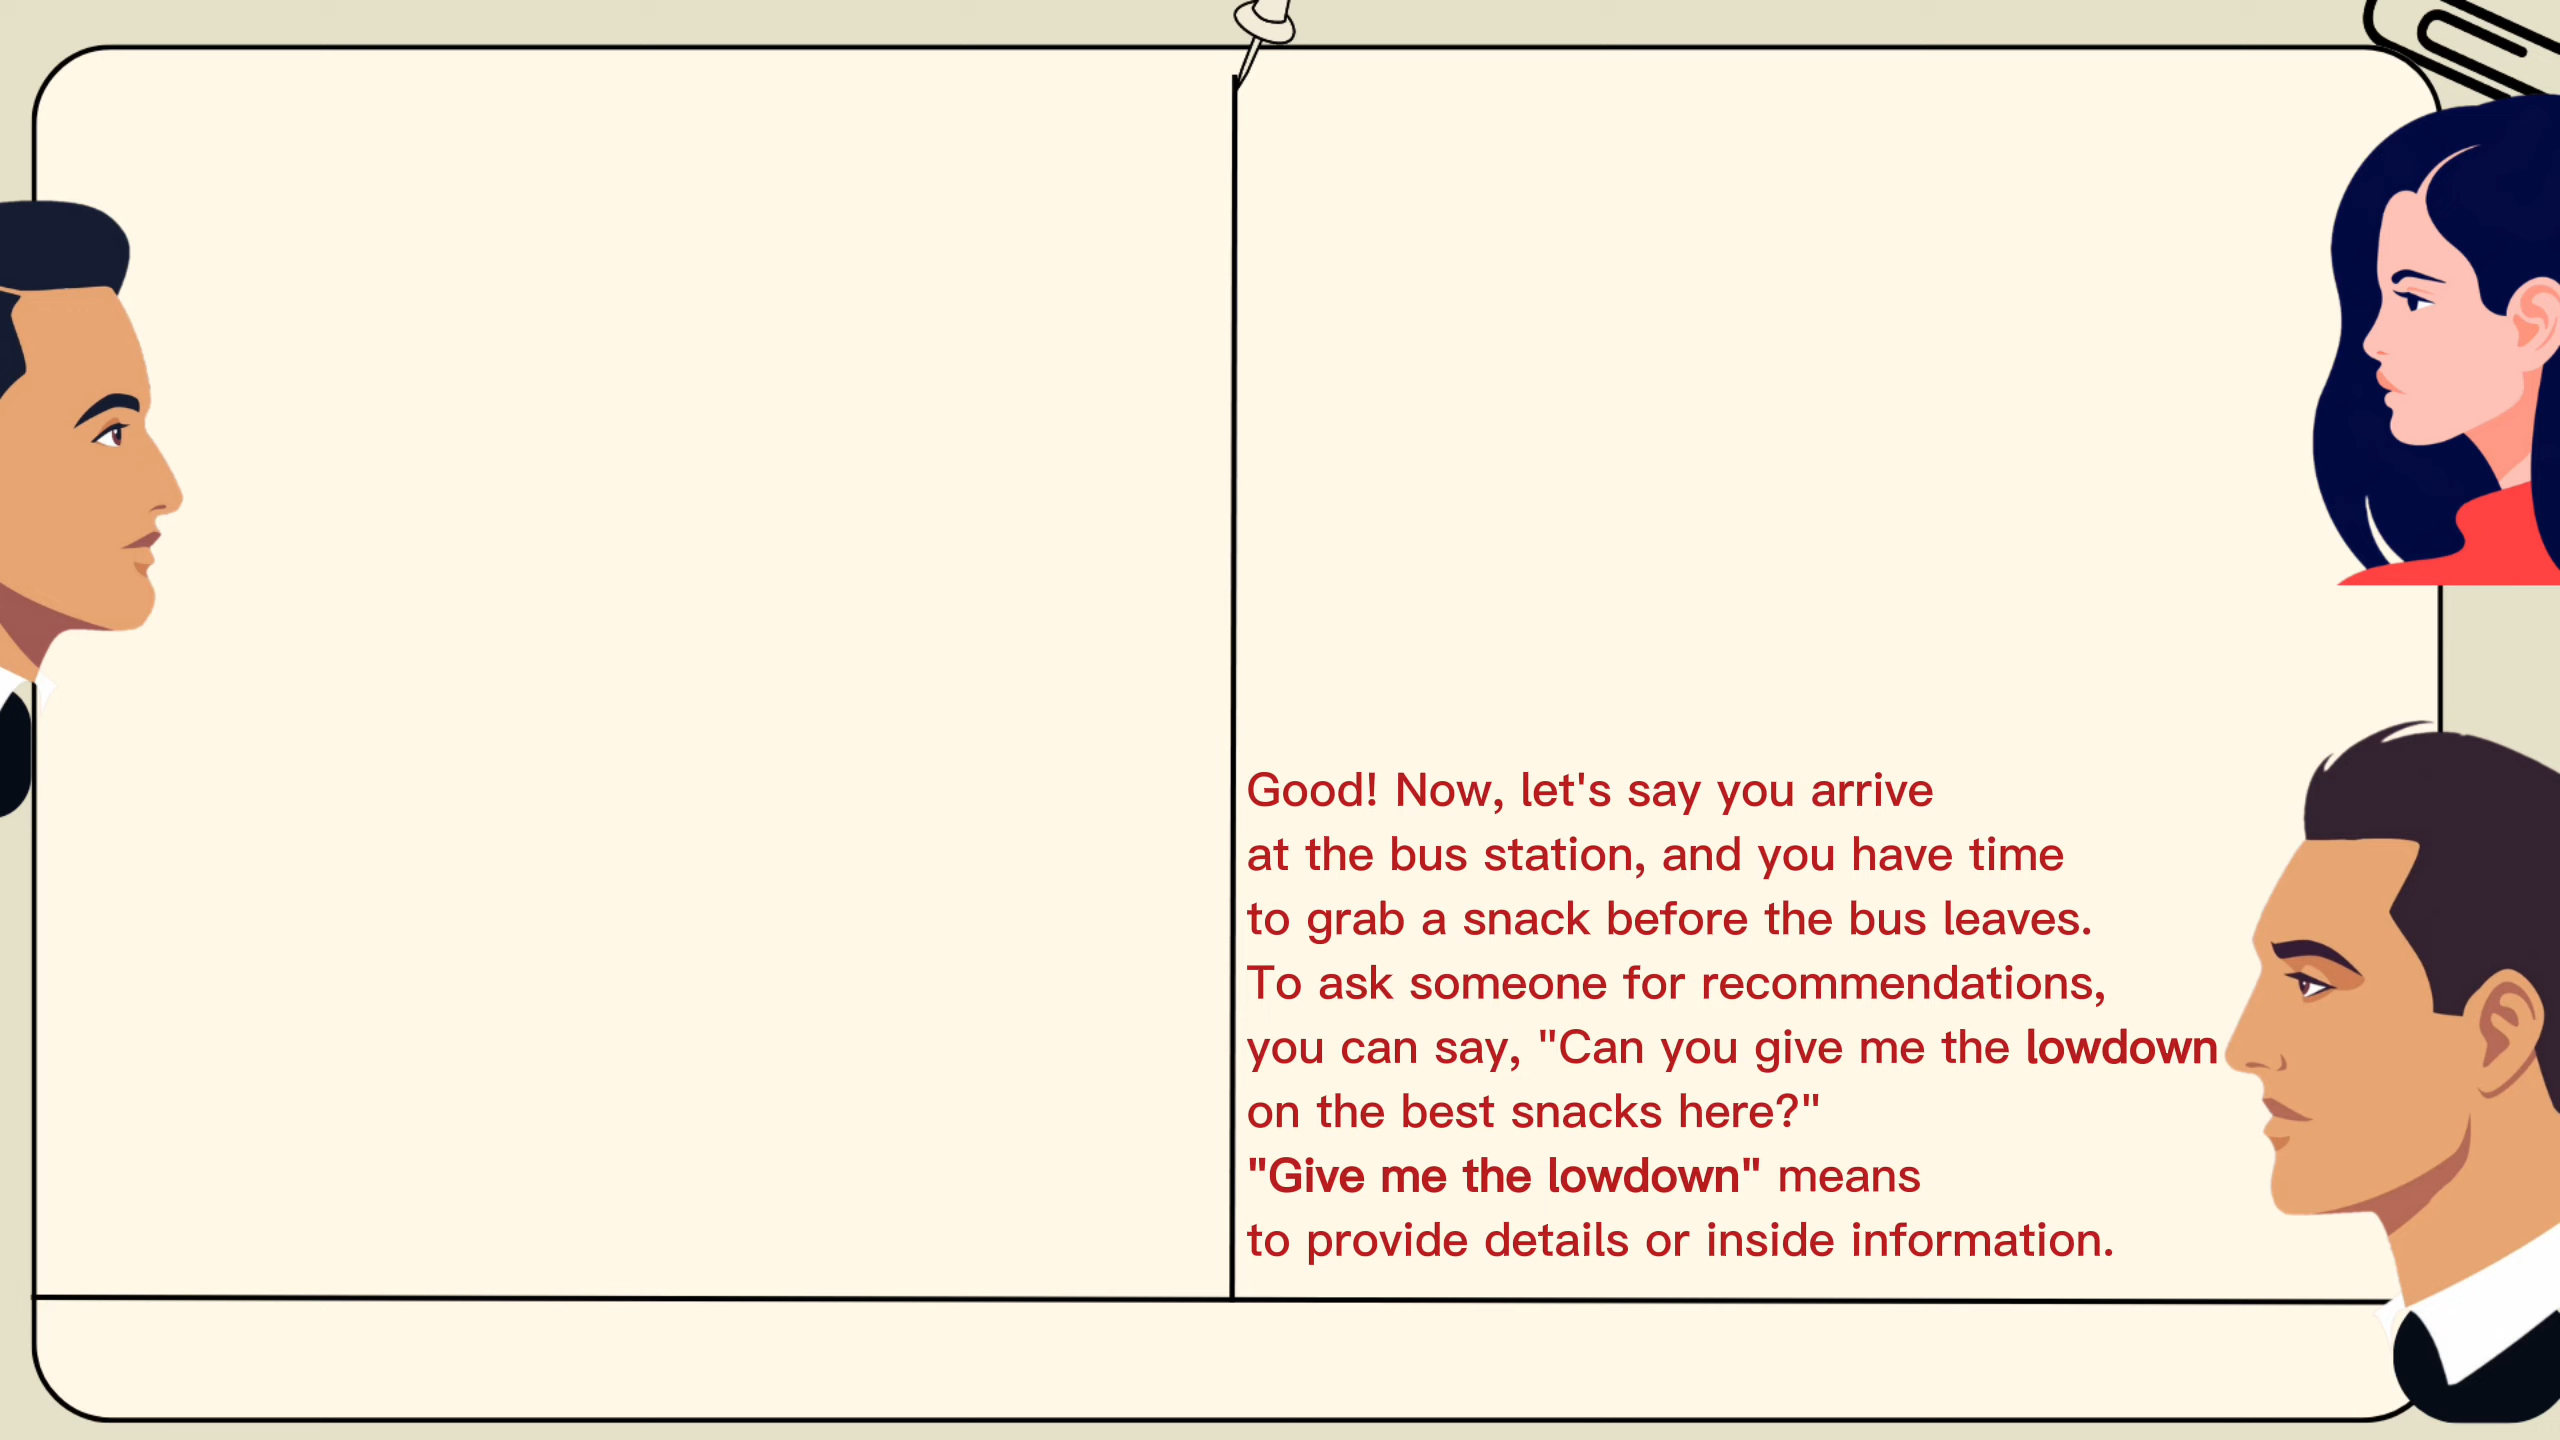 Good! Now, let's say you arrive
at the bus station, and you have time
to grab a snack before the bus leaves.
To ask someone for recommendations,
you can say, "Can you give me the lowdown
on the best snacks here?"
"Give me the lowdown" means
to provide details or inside information.